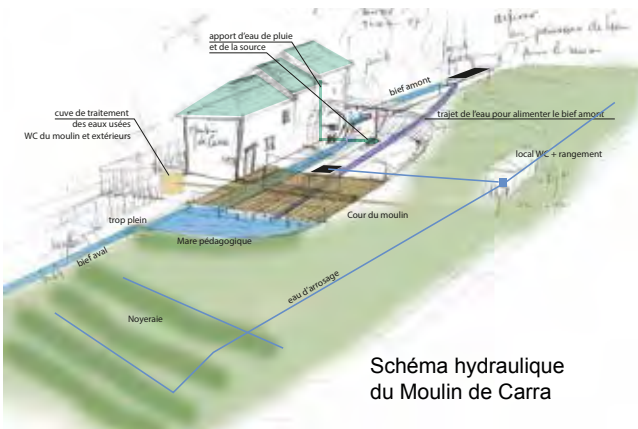 apport d'eau de pluie
et de la source
bief amont
cuve de traitement
des eaux usées
WC du moulin et extérieurs
trajet de l'eau pour alimenter le bief amont
local WC + rangement
trop plein
Cour du moulin
Mare pédagogique
bief aval
eau d'arrosage
Noyeraie
Schéma hydraulique
du Moulin de Carra